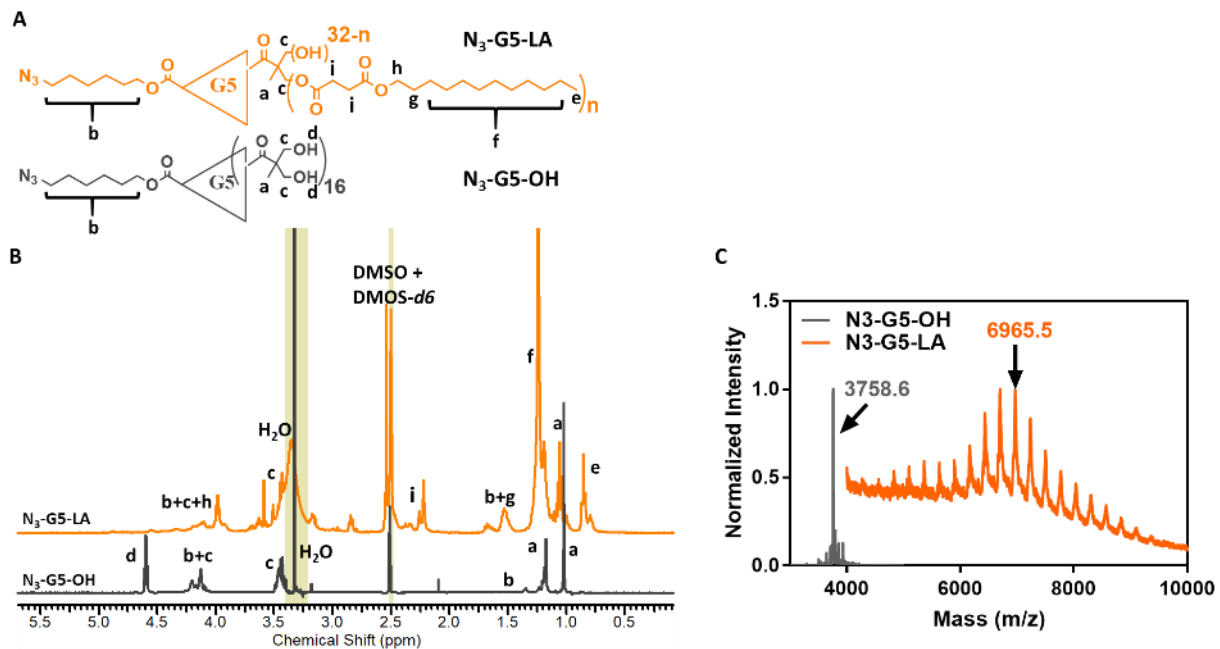 A
N₃-G5-LA
N₃
O
O
G5
O
c
(OH)
32-n
a
c
O
O
i
i
O
O
h
g
e
n
b
f
N₃-G5-OH
N₃
O
O
G5
O
c
d
OH
a
OH
c
d
16
b
B
DMSO +
DMOS-d6
f
H₂O
a
e
c
b+c+h
i
b+g
N₃-G5-LA
d
b+c
c
H₂O
b
a
a
N₃-G5-OH
5.5 5.0 4.5 4.0 3.5 3.0 2.5 2.0 1.5 1.0 0.5
Chemical Shift (ppm)
C
N3-G5-OH
N3-G5-LA
6965.5
3758.6
1.5
1.0
0.5
0.0
Normalized Intensity
4000 6000 8000 10000
Mass (m/z)